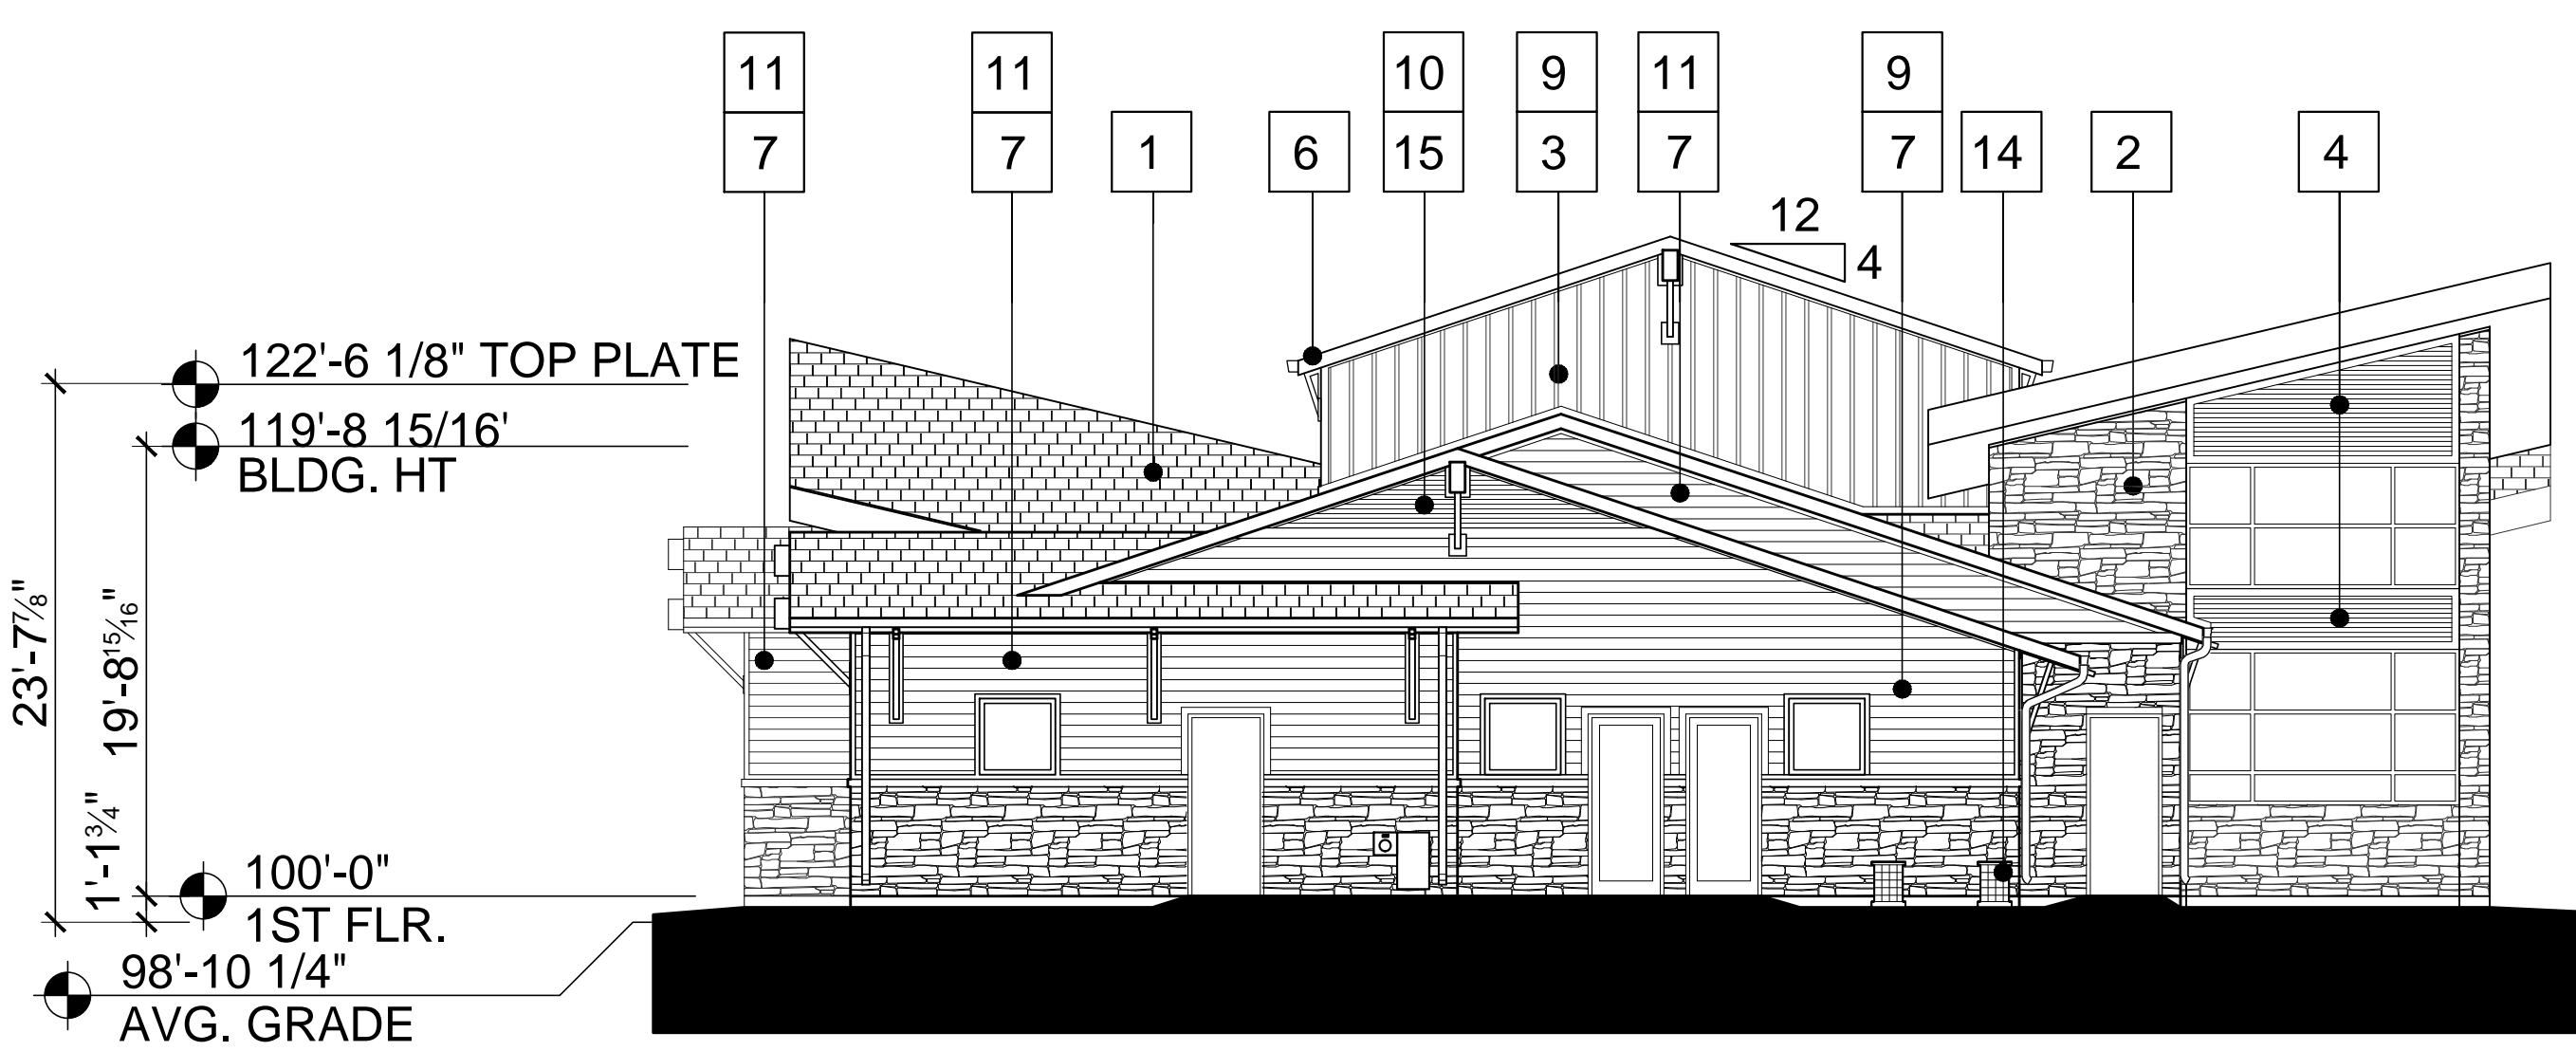 11 11 10 9 11 9
7 7 1 6 15 3 7 7 14 2 4
12
4
122'-6 1/8" TOP PLATE
119'-8 15/16'
BLDG. HT
23'-7⅞"
19'-8¹⁵⁄₁₆"
1'-1¾"
100'-0"
1ST FLR.
98'-10 1/4"
AVG. GRADE